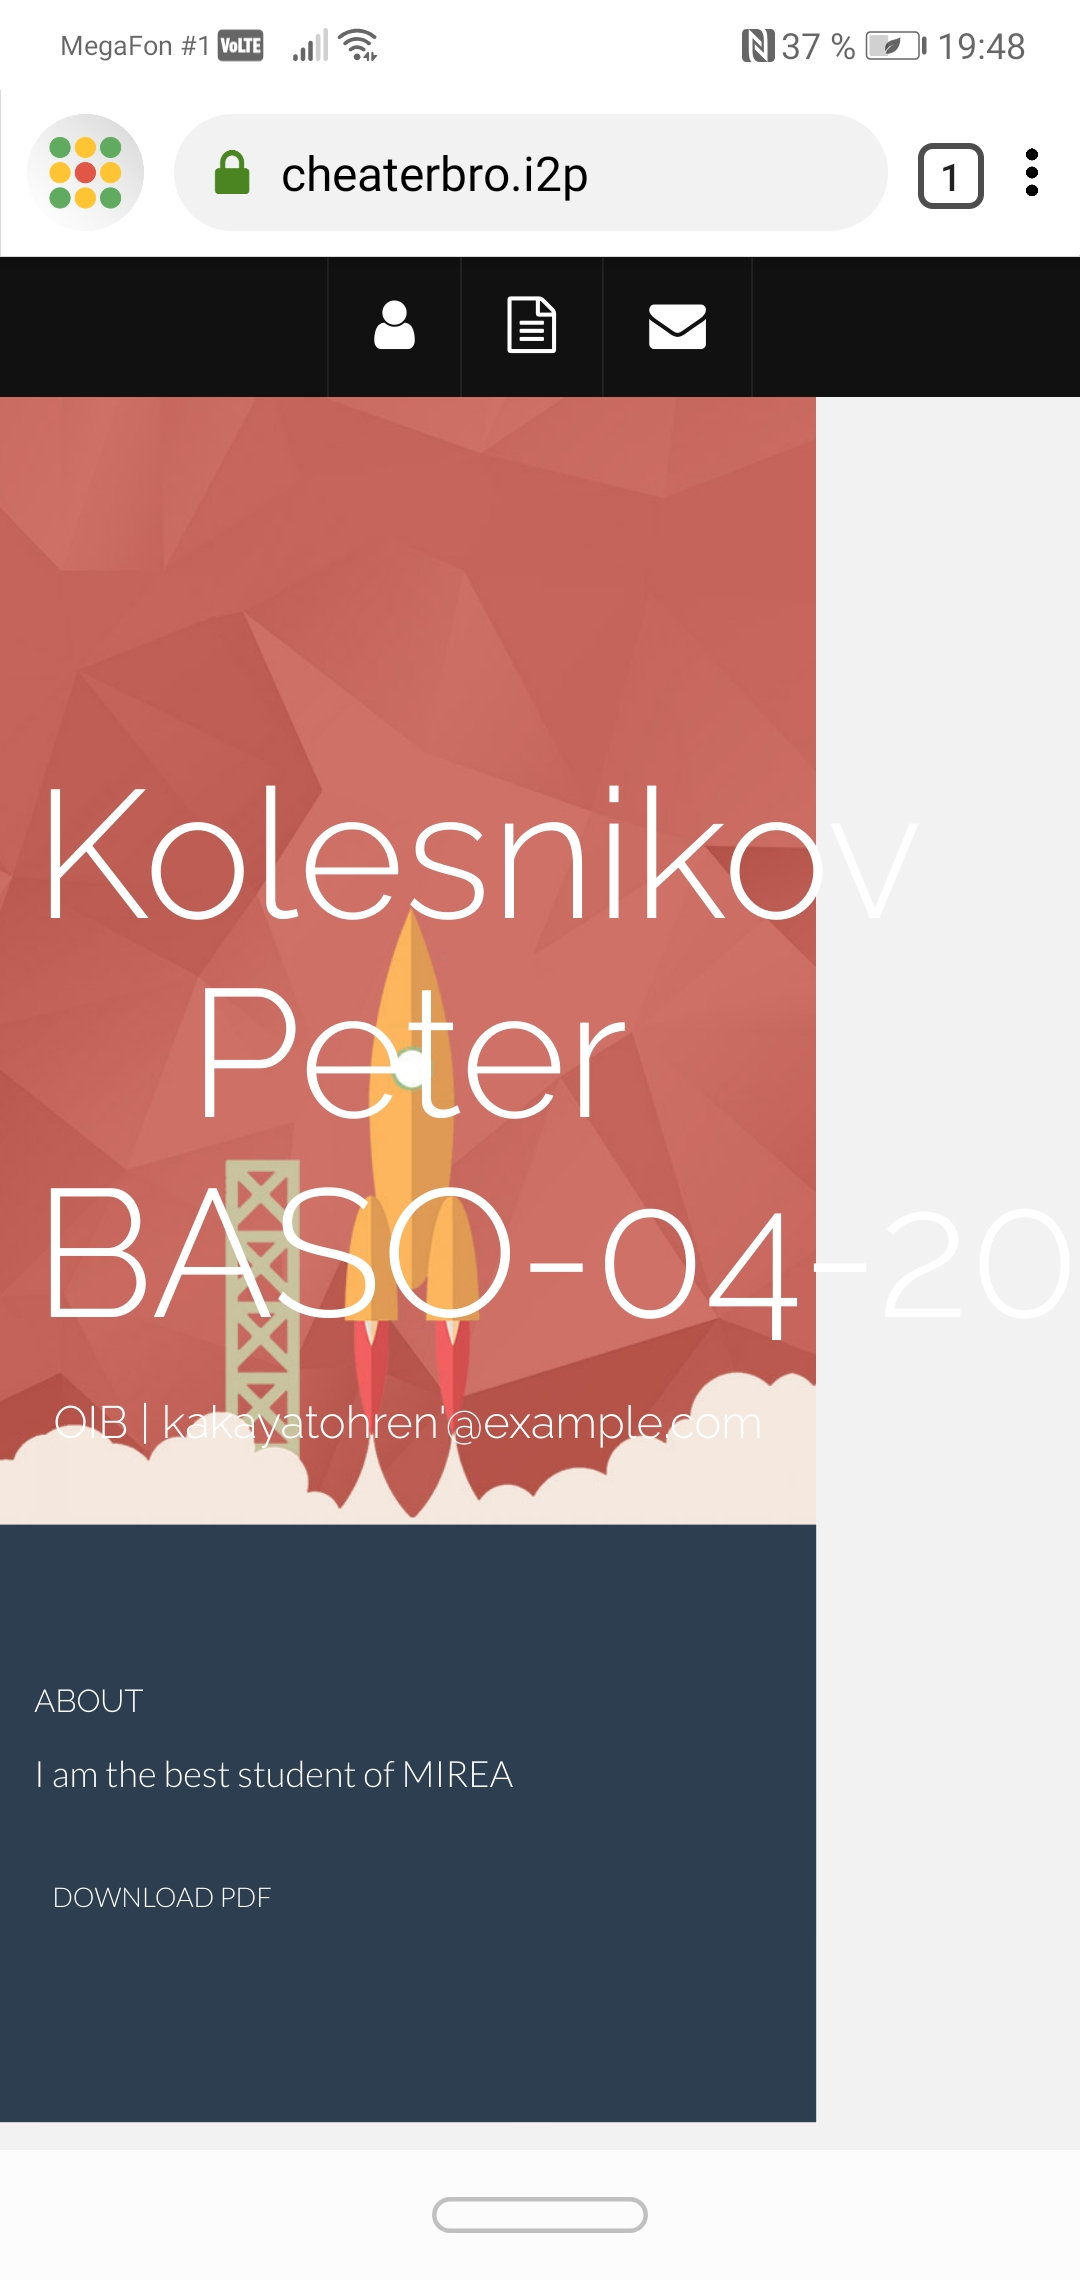 MegaFon #1 VoLTE 37 % 19:48
cheaterbro.i2p 1
Kolesnikov
Peter
BASO-04-20
OIB | kakayatohren'@example.com
ABOUT
I am the best student of MIREA
DOWNLOAD PDF